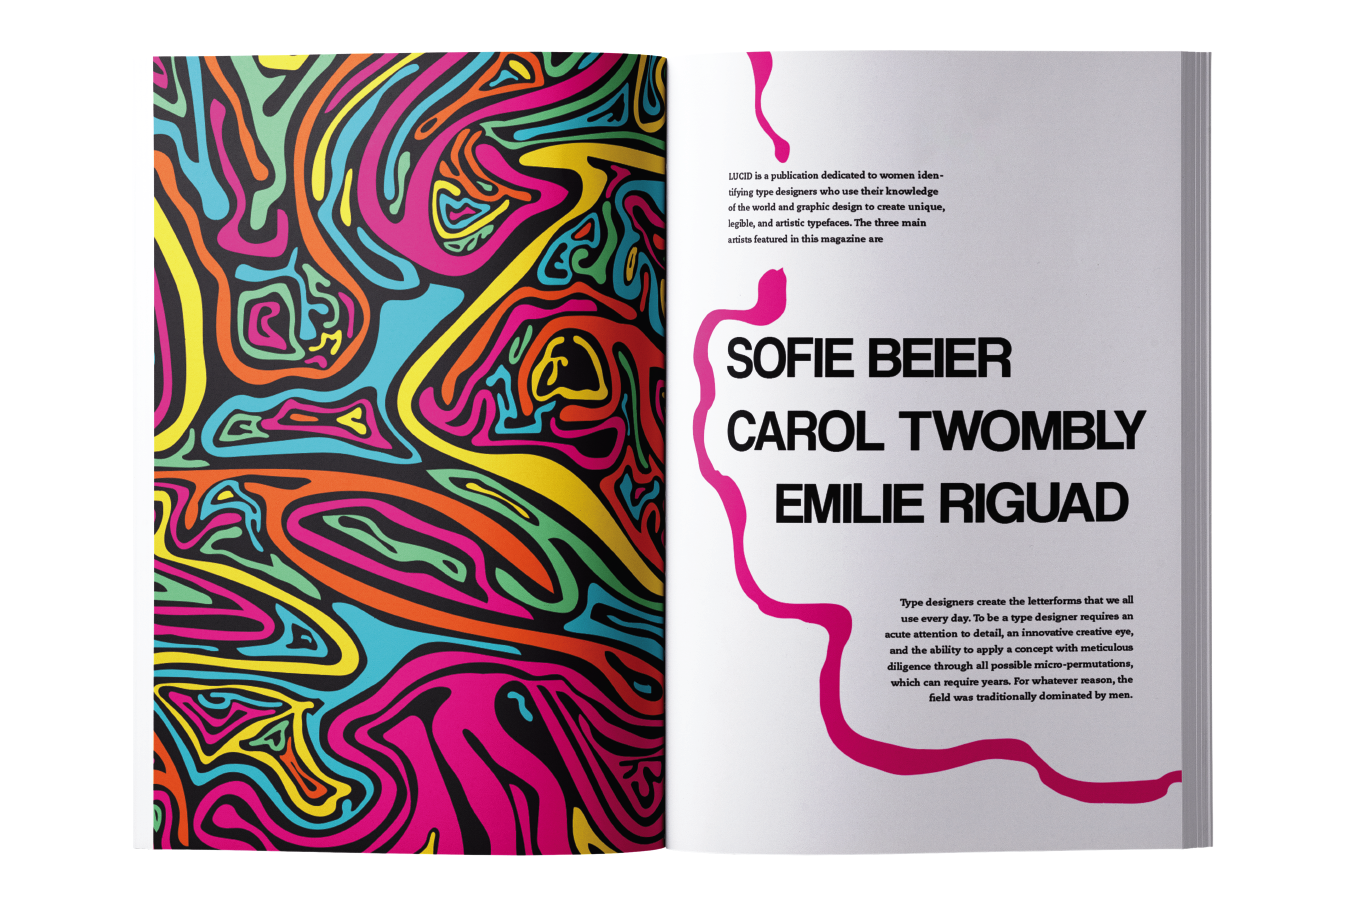 LUCID is a publication dedicated to women iden-
tifying type designers who use their knowledge
of the world and graphic design to create unique,
legible, and artistic typefaces. The three main
artists featured in this magazine are
SOFIE BEIER
CAROL TWOMBLY
EMILIE RIGUAD
Type designers create the letterforms that we all
use every day. To be a type designer requires an
acute attention to detail, an innovative creative eye,
and the ability to apply a concept with meticulous
diligence through all possible micro-permutations,
which can require years. For whatever reason, the
field was traditionally dominated by men.